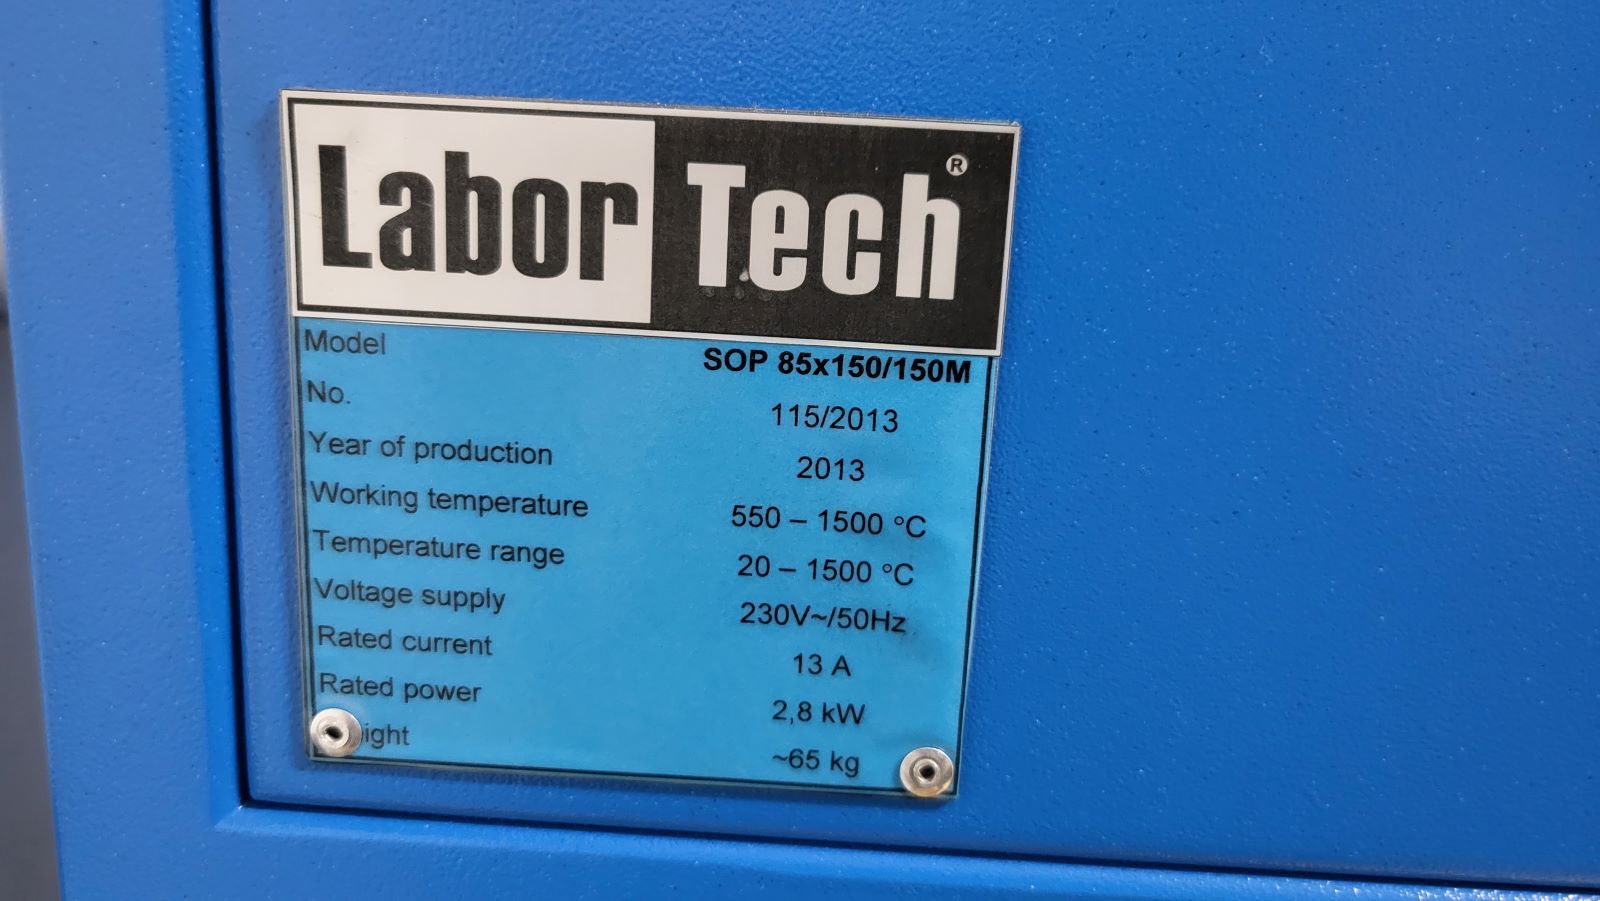 Labor Tech ®
Model SOP 85x150/150M
No. 115/2013
Year of production 2013
Working temperature 550 – 1500 °C
Temperature range 20 – 1500 °C
Voltage supply 230V~/50Hz
Rated current 13 A
Rated power 2,8 kW
ight ~65 kg